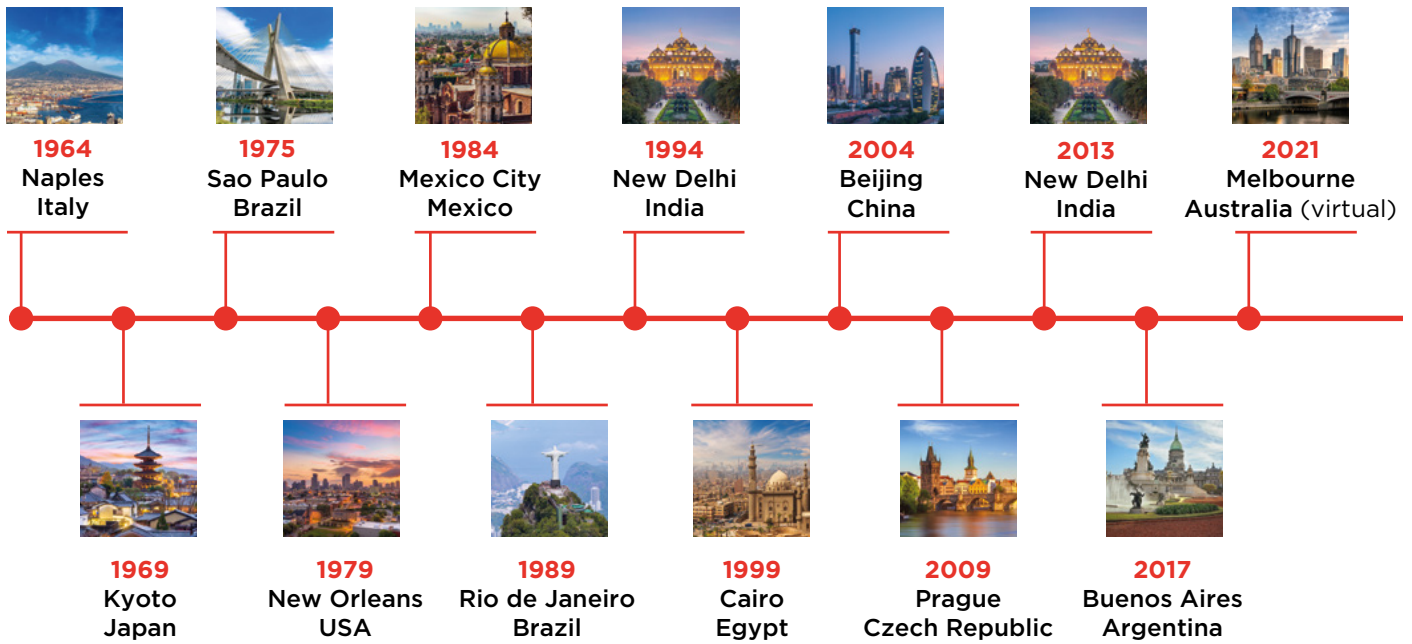 1964
Naples
Italy
1975
Sao Paulo
Brazil
1984
Mexico City
Mexico
1994
New Delhi
India
2004
Beijing
China
2013
New Delhi
India
2021
Melbourne
Australia (virtual)
1969
Kyoto
Japan
1979
New Orleans
USA
1989
Rio de Janeiro
Brazil
1999
Cairo
Egypt
2009
Prague
Czech Republic
2017
Buenos Aires
Argentina